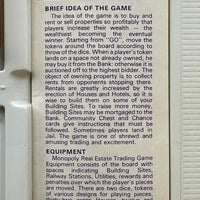 BRIEF IDEA OF THE GAME
The idea of the game is to buy and
rent or sell properties so profitably that
players increase their wealth — the
wealthiest becoming the eventual
winner. Starting from "GO", move the
tokens around the board according to
throw of the dice. When a player's token
lands on a space not already owned, he
may buy it from the Bank: otherwise it is
auctioned off to the highest bidder. The
object of owning property is to collect
rents from opponents stopping there.
Rentals are greatly increased by the
erection of Houses and Hotels, so it is
wise to build them on some of your
Building Sites. To raise more money,
Building Sites may be mortgaged to the
Bank. Community Chest and Chance
cards give instructions that must be
followed. Sometimes players land in
Jail. The game is one of shrewd and
amusing trading and excitement.
EQUIPMENT
Monopoly Real Estate Trading Game
Equipment consists of the board with
spaces indicating Building Sites,
Railway Stations, Utilities, rewards and
penalties over which the player's pieces
are moved. There are two dice, tokens
of various designs for playing pieces,